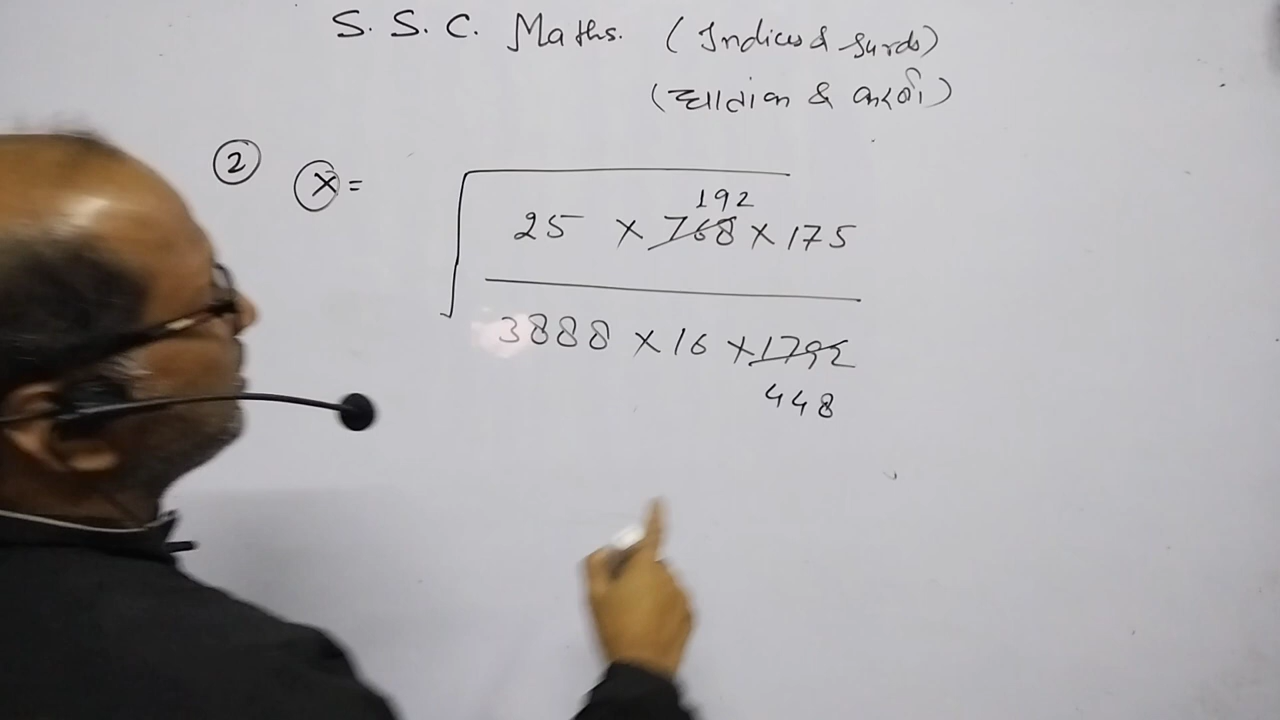 S. S. C. Maths. (Indices & Surds)
(घातांक & करणी)
② X =
192
25 × 768 × 175
3888 × 16 × 1792
448